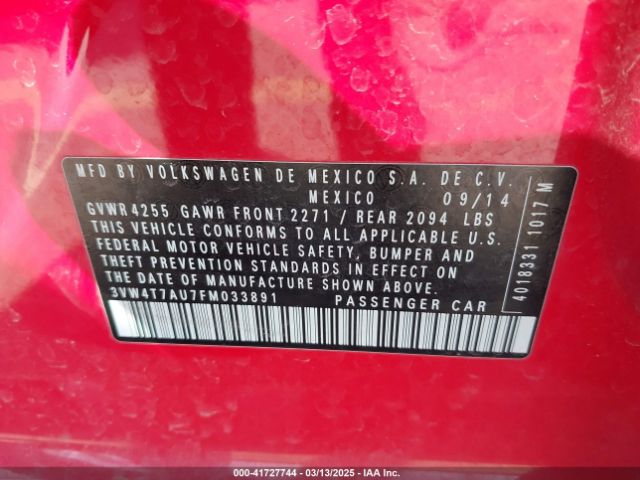 MFD BY VOLKSWAGEN DE MEXICO S.A. DE C.V.
MEXICO 09/14
GVWR 4255 GAWR FRONT 2271 / REAR 2094 LBS
THIS VEHICLE CONFORMS TO ALL APPLICABLE U.S.
FEDERAL MOTOR VEHICLE SAFETY, BUMPER AND
THEFT PREVENTION STANDARDS IN EFFECT ON
THE DATE OF MANUFACTURE SHOWN ABOVE.
3VW4T7AU7FM033891 PASSENGER CAR
4018331 1017 M
000-41727744 — 03/13/2025 — IAA Inc.